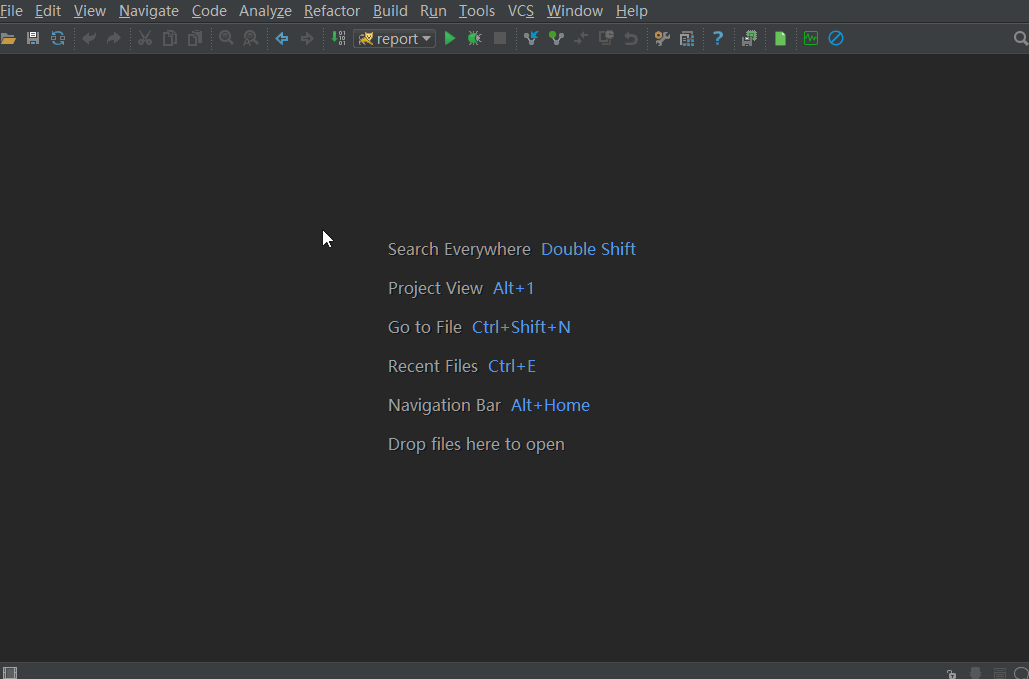 File Edit View Navigate Code Analyze Refactor Build Run Tools VCS Window Help
report
Search Everywhere Double Shift
Project View Alt+1
Go to File Ctrl+Shift+N
Recent Files Ctrl+E
Navigation Bar Alt+Home
Drop files here to open